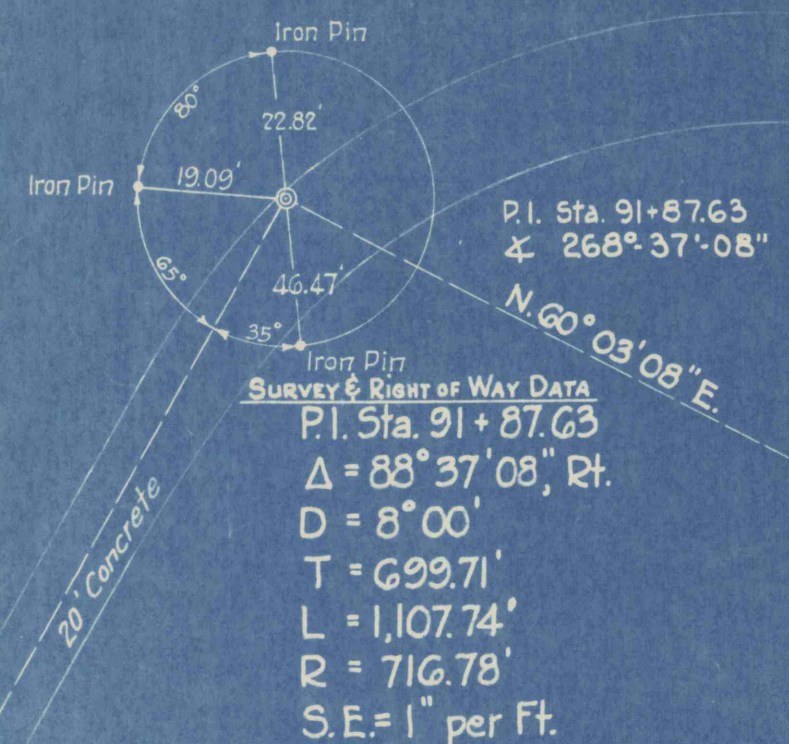 Iron Pin
80°
22.82'
Iron Pin
19.09'
P.I. Sta. 91+87.63
∡ 268°-37'-08"
65°
46.47'
N. 60° 03' 08" E.
35°
Iron Pin
SURVEY & RIGHT OF WAY DATA
P.I. Sta. 91 + 87.63
Δ = 88° 37' 08", Rt.
D = 8° 00'
T = 699.71'
L = 1,107.74'
R = 716.78'
S.E. = 1" per Ft.
20' Concrete